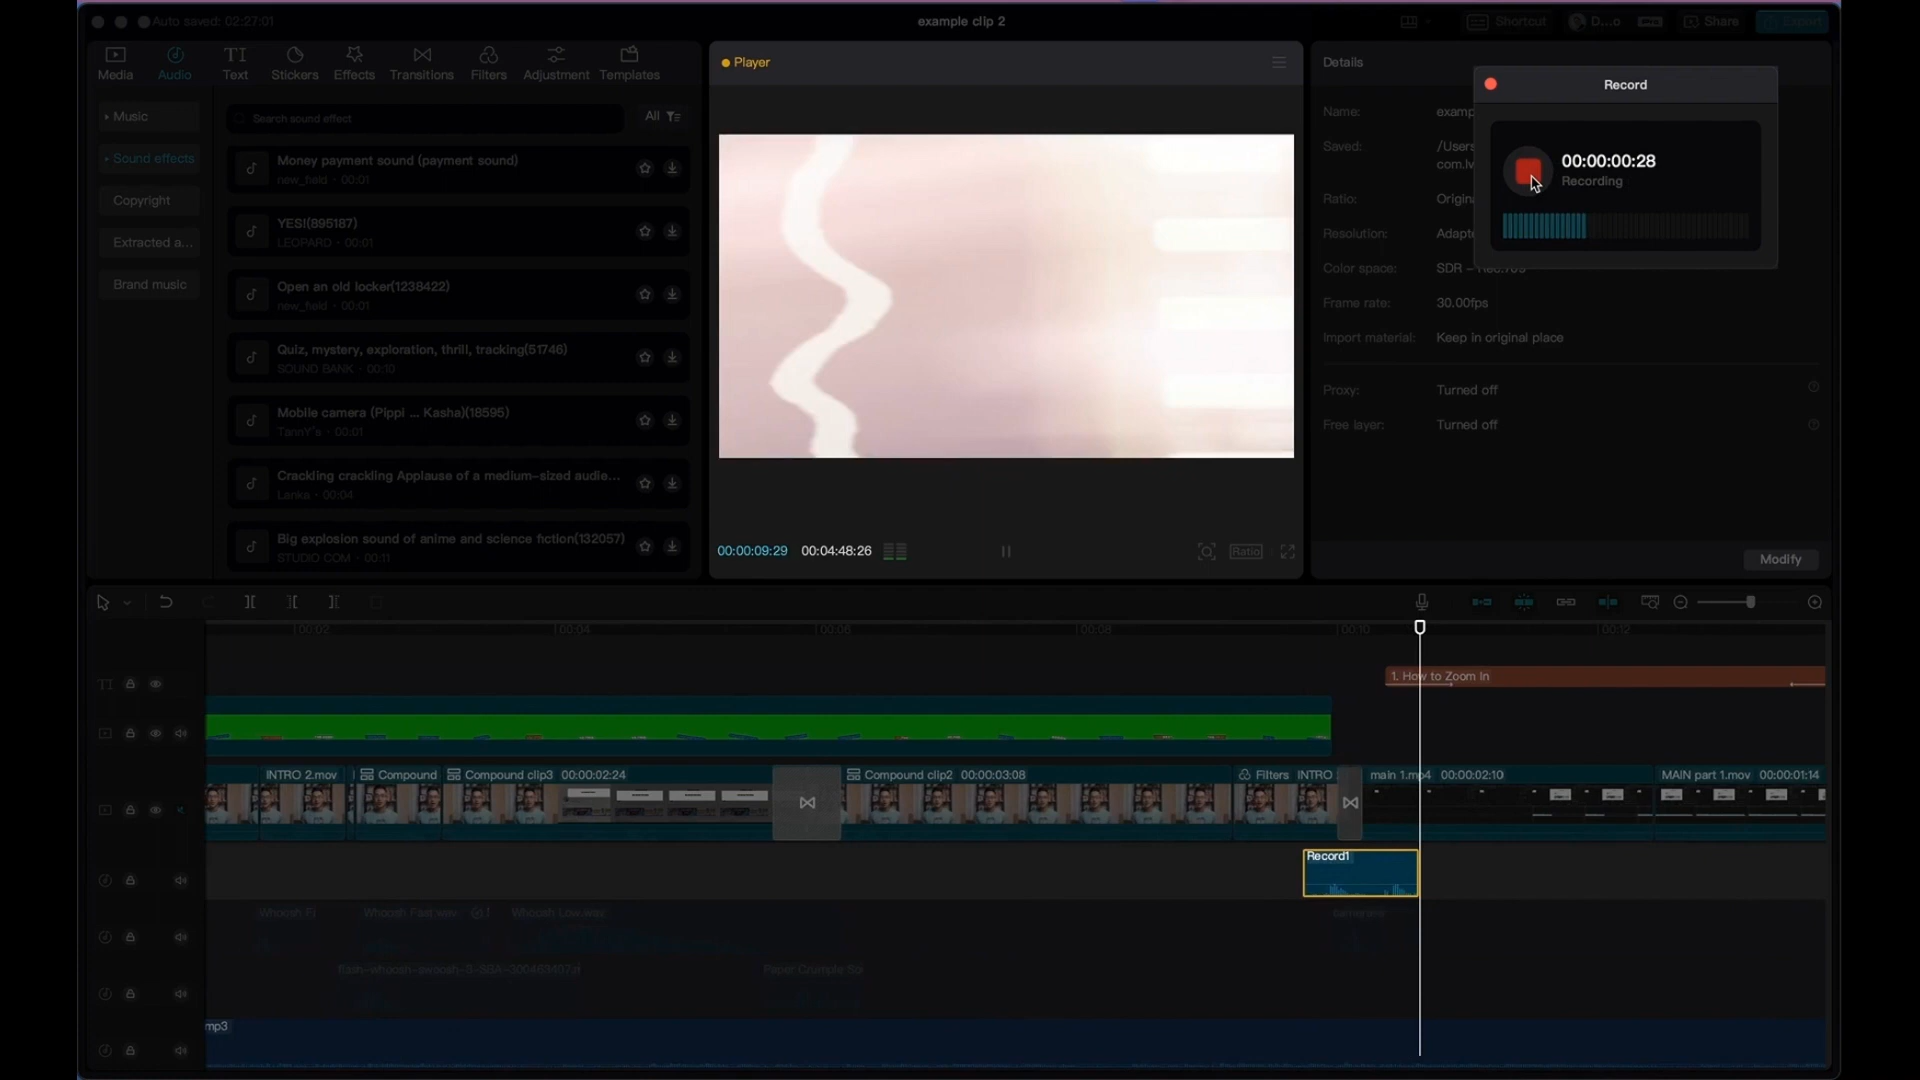 Auto saved: 02:27:01
example clip 2
Shortcut
D...o
Share
Export
Media
Audio
TI
Text
Stickers
Effects
Transitions
Filters
Adjustment
Templates
Music
Sound effects
Copyright
Extracted a...
Brand music
Search sound effect
All
Money payment sound (payment sound)
new_field · 00:01
YES!(895187)
LEOPARD · 00:01
Open an old locker(1238422)
new_field · 00:01
Quiz, mystery, exploration, thrill, tracking(51746)
SOUND BANK · 00:10
Mobile camera (Pippi ... Kasha)(18595)
TannY's · 00:01
Crackling crackling Applause of a medium-sized audie...
Lanka · 00:04
Big explosion sound of anime and science fiction(132057)
STUDIO COM · 00:11
Player
00:00:09:29
00:04:48:26
Ratio
Details
Name:
examp
Saved:
/Users
com.lv
Ratio:
Origin
Resolution:
Adapt
Color space:
SDR - Rec.709
Frame rate:
30.00fps
Import material:
Keep in original place
Proxy:
Turned off
Free layer:
Turned off
Modify
Record
00:00:00:28
Recording
00:02
00:04
00:06
00:08
00:10
00:12
TI
1. How to Zoom In
INTRO 2.mov
Compound
Compound clip3 00:00:02:24
Compound clip2 00:00:03:08
Filters INTRO
main 1.mp4 00:00:02:10
MAIN part 1.mov 00:00:01:14
Record1
Whoosh F
Whoosh Fast.wav
Whoosh Low.wav
Paper Crumple So
mp3